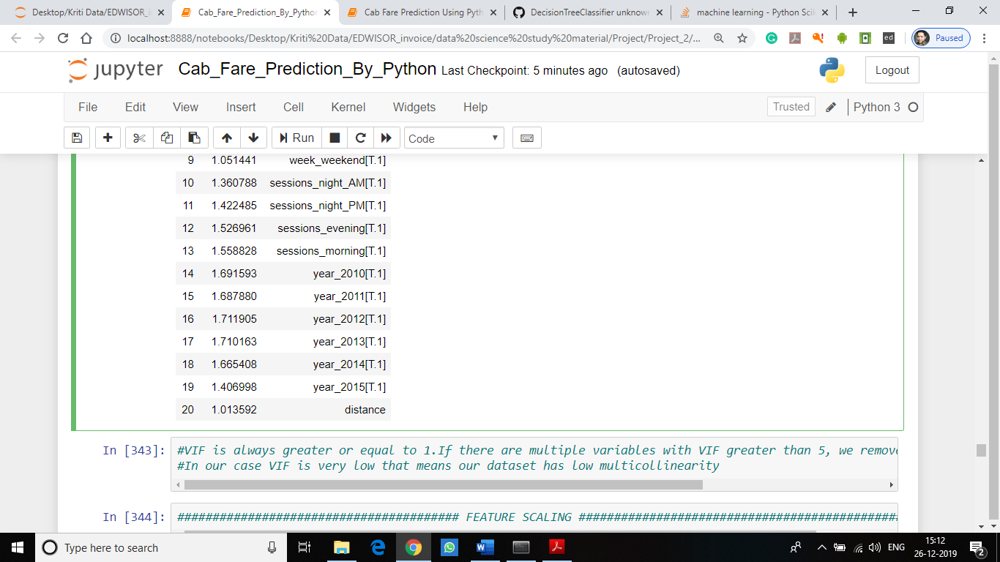 Desktop/Kriti Data/EDWISOR_i
Cab_Fare_Prediction_By_Python
Cab Fare Prediction Using Pyth
DecisionTreeClassifier unknown
machine learning - Python Scik
localhost:8888/notebooks/Desktop/Kriti%20Data/EDWISOR_invoice/data%20science%20study%20material/Project/Project_2/...
ed
Paused
jupyter Cab_Fare_Prediction_By_Python Last Checkpoint: 5 minutes ago (autosaved)
Logout
File Edit View Insert Cell Kernel Widgets Help
Trusted Python 3
Run Code
9 1.051441 week_weekend[T.1]
10 1.360788 sessions_night_AM[T.1]
11 1.422485 sessions_night_PM[T.1]
12 1.526961 sessions_evening[T.1]
13 1.558828 sessions_morning[T.1]
14 1.691593 year_2010[T.1]
15 1.687880 year_2011[T.1]
16 1.711905 year_2012[T.1]
17 1.710163 year_2013[T.1]
18 1.665408 year_2014[T.1]
19 1.406998 year_2015[T.1]
20 1.013592 distance
In [343]: #VIF is always greater or equal to 1.If there are multiple variables with VIF greater than 5, we remove
#In our case VIF is very low that means our dataset has low multicollinearity
In [344]: ######################################## FEATURE SCALING ##############################################
Type here to search
ENG
15:12
26-12-2019
2